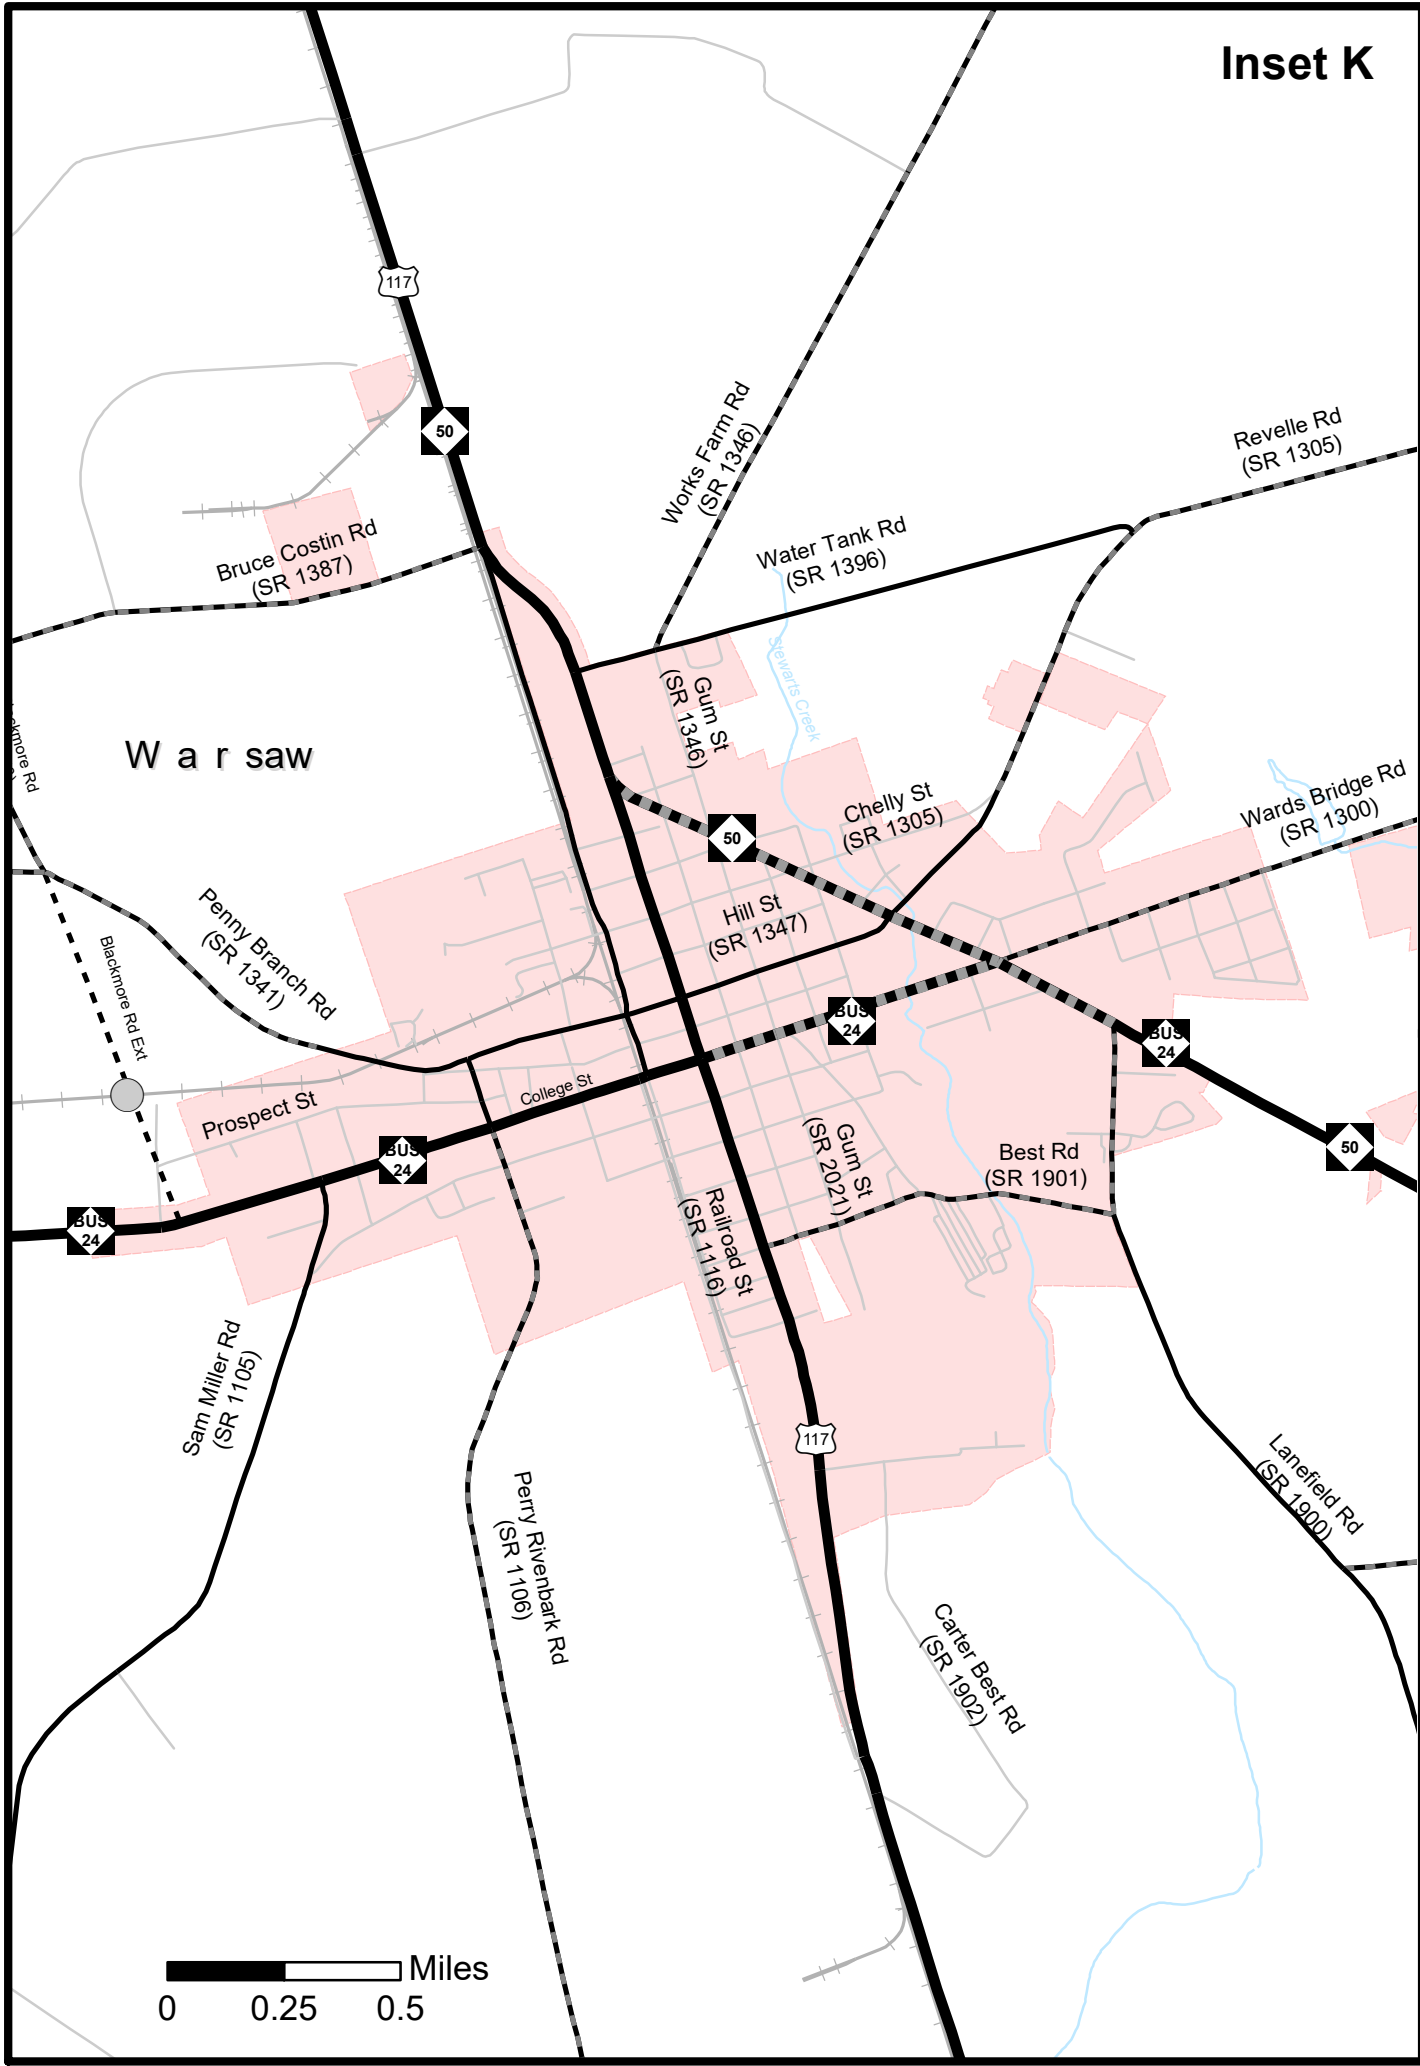 Inset K
117
50
Works Farm Rd
(SR 1346)
Revelle Rd
(SR 1305)
Water Tank Rd
(SR 1396)
Bruce Costin Rd
(SR 1387)
Stewarts Creek
Gum St
(SR 1346)
Warsaw
Wards Bridge Rd
(SR 1300)
Chelly St
(SR 1305)
50
Penny Branch Rd
(SR 1341)
Hill St
(SR 1347)
Blackmore Rd Ext
BUS
24
BUS
24
College St
Prospect St
BUS
24
50
Gum St
(SR 2021)
Best Rd
(SR 1901)
BUS
24
Railroad St
(SR 1116)
Sam Miller Rd
(SR 1105)
117
Lanefield Rd
(SR 1900)
Perry Rivenbark Rd
(SR 1106)
Carter Best Rd
(SR 1902)
Miles
0 0.25 0.5